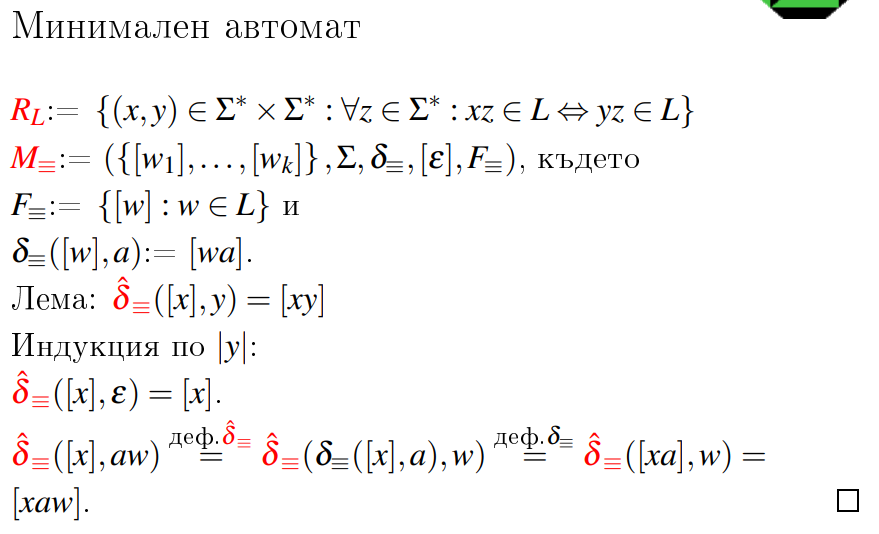 Минимален автомат
R_L:= {(x,y) ∈ Σ* × Σ* : ∀z ∈ Σ* : xz ∈ L ⇔ yz ∈ L}
M_≡:= ({[w₁],…,[w_k]},Σ,δ_≡,[ε],F_≡), където
F_≡:= {[w] : w ∈ L} и
δ_≡([w],a):= [wa].
Лема: δ̂_≡([x],y) = [xy]
Индукция по |y|:
δ̂_≡([x],ε) = [x].
δ̂_≡([x],aw) деф.δ̂_≡ = δ̂_≡(δ_≡([x],a),w) деф.δ_≡ = δ̂_≡([xa],w) =
[xaw]. □